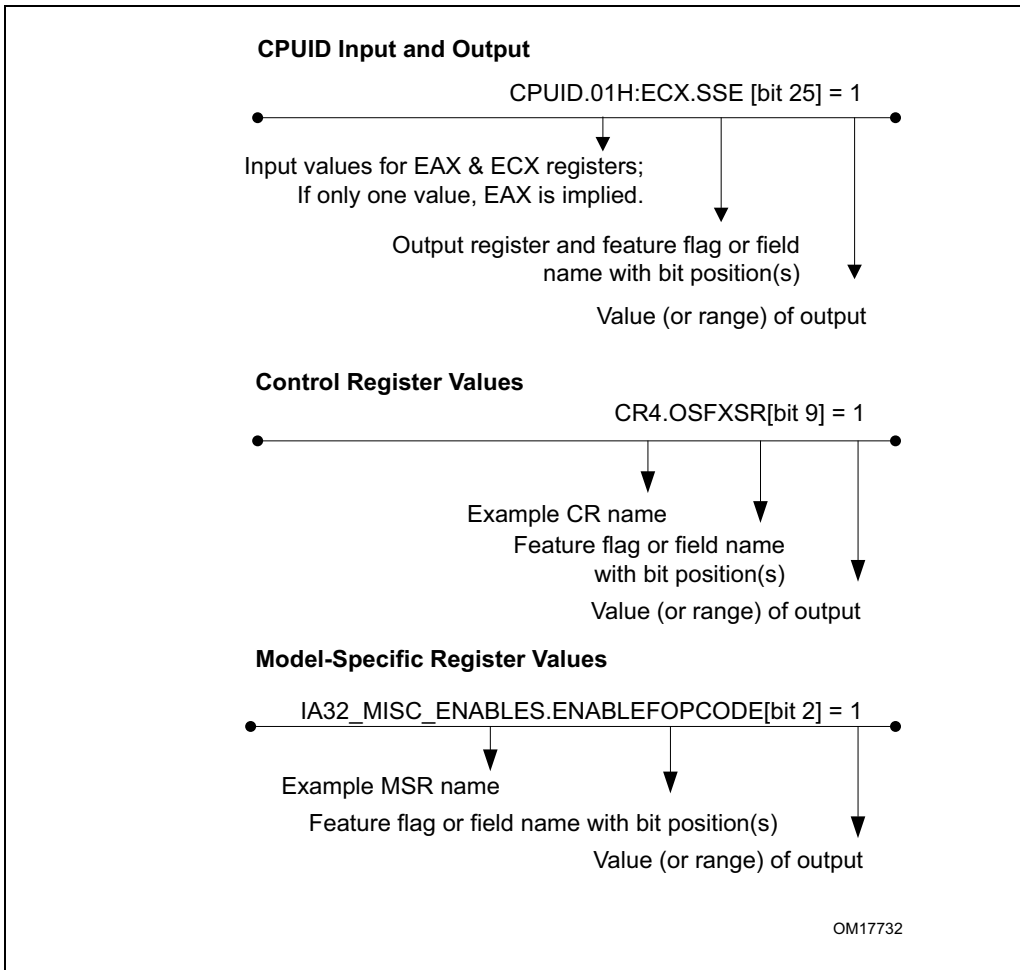 CPUID Input and Output
CPUID.01H:ECX.SSE [bit 25] = 1
Input values for EAX & ECX registers;
If only one value, EAX is implied.
Output register and feature flag or field
name with bit position(s)
Value (or range) of output
Control Register Values
CR4.OSFXSR[bit 9] = 1
Example CR name
Feature flag or field name
with bit position(s)
Value (or range) of output
Model-Specific Register Values
IA32_MISC_ENABLES.ENABLEFOPCODE[bit 2] = 1
Example MSR name
Feature flag or field name with bit position(s)
Value (or range) of output
OM17732